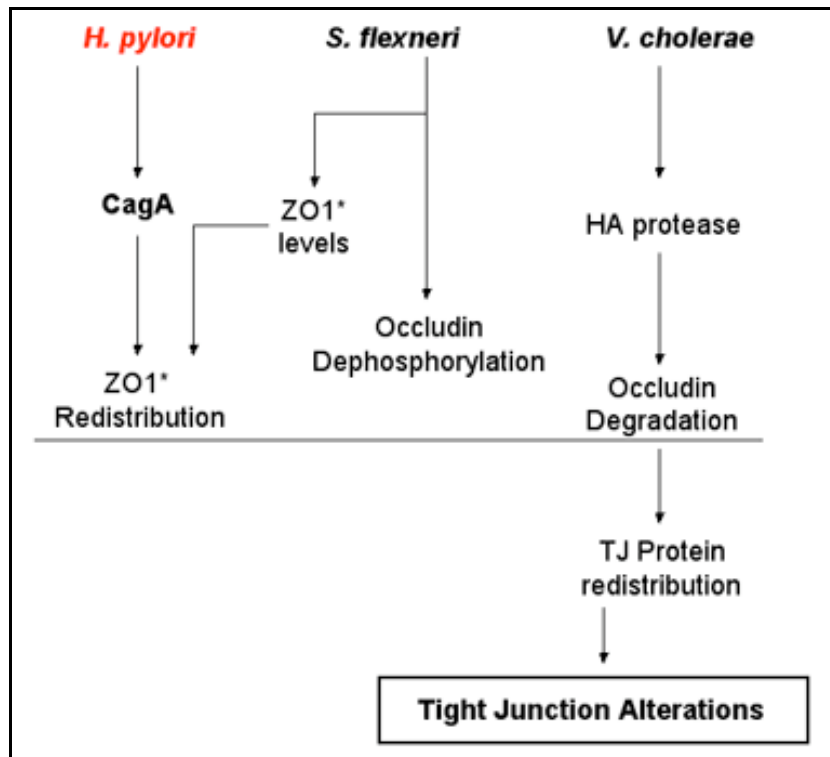 H. pylori
S. flexneri
V. cholerae
CagA
ZO1*
levels
HA protease
Occludin
Dephosphorylation
ZO1*
Redistribution
Occludin
Degradation
TJ Protein
redistribution
Tight Junction Alterations